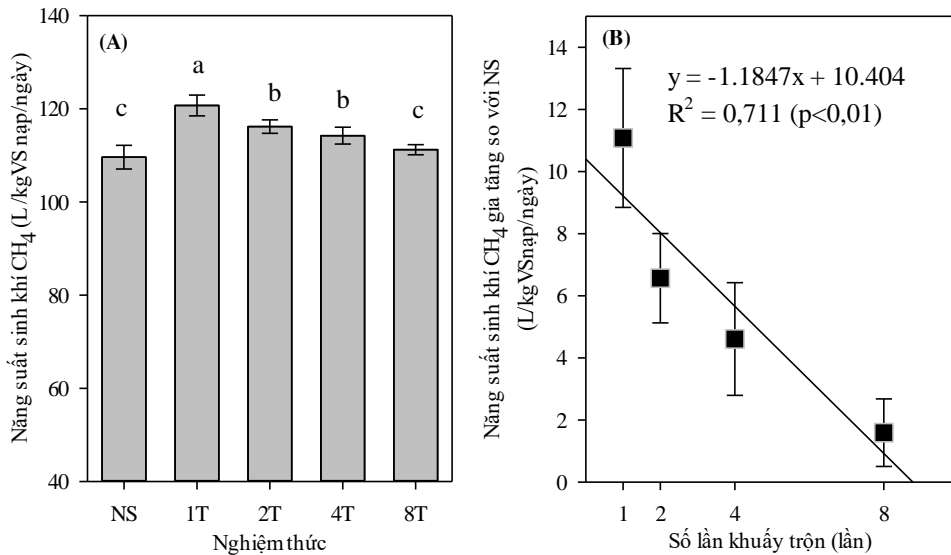 (A)
Năng suất sinh khí CH4 (L /kgVS nạp/ngày)
140
120
100
80
60
40
c
a
b
b
c
NS
1T
2T
4T
8T
Nghiệm thức
(B)
Năng suất sinh khí CH4 gia tăng so với NS
(L/kgVSnạp/ngày)
14
12
10
8
6
4
2
0
y = -1.1847x + 10.404
R2 = 0,711 (p<0,01)
1
2
4
8
Số lần khuấy trộn (lần)